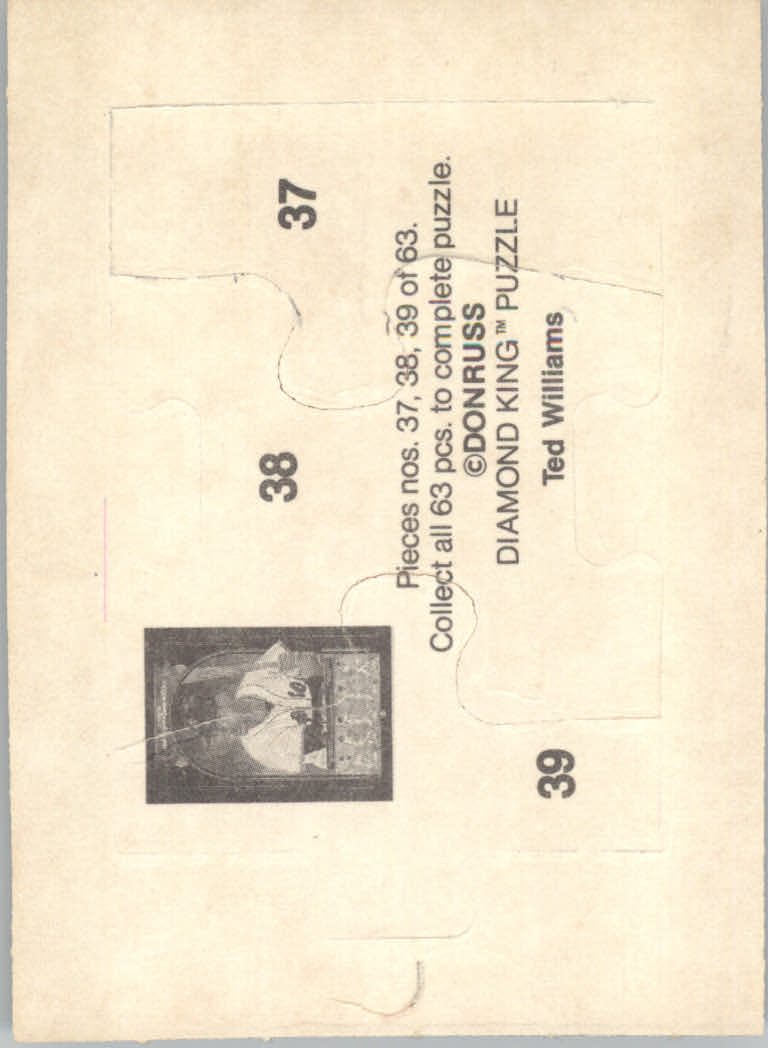 37
38
39
Pieces nos. 37, 38, 39 of 63.
Collect all 63 pcs. to complete puzzle.
©DONRUSS
DIAMOND KING™ PUZZLE
Ted Williams